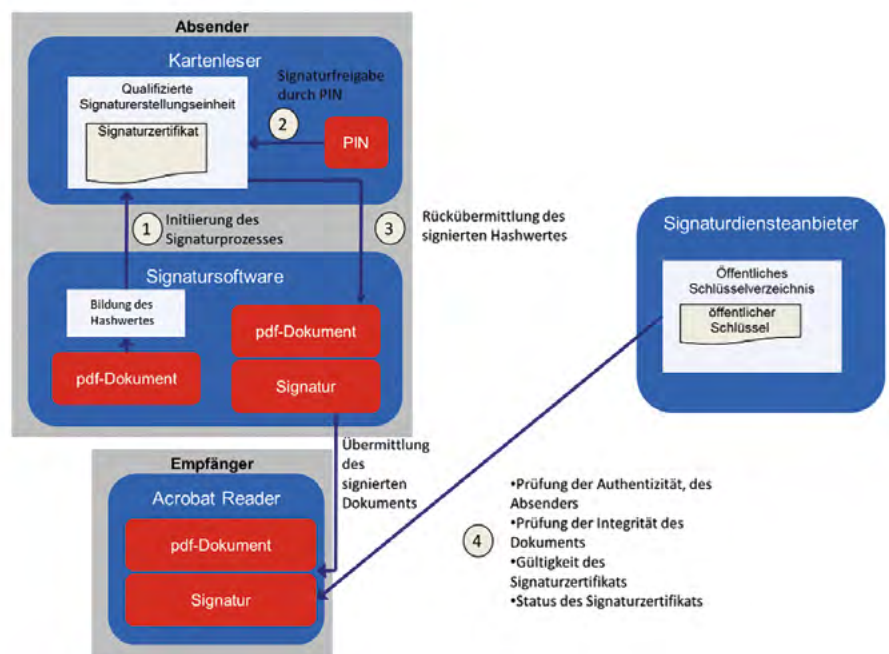 Absender
Kartenleser
Qualifizierte
Signaturerstellungseinheit
Signaturzertifikat
Signaturfreigabe
durch PIN
2
PIN
1
Initiierung des
Signaturprozesses
3
Rückübermittlung des
signierten Hashwertes
Signatursoftware
Bildung des
Hashwertes
pdf-Dokument
pdf-Dokument
Signatur
Signaturdiensteanbieter
Öffentliches
Schlüsselverzeichnis
öffentlicher
Schlüssel
Übermittlung
des
signierten
Dokuments
Empfänger
Acrobat Reader
pdf-Dokument
Signatur
4
•Prüfung der Authentizität, des
Absenders
•Prüfung der Integrität des
Dokuments
•Gültigkeit des
Signaturzertifikats
•Status des Signaturzertifikats